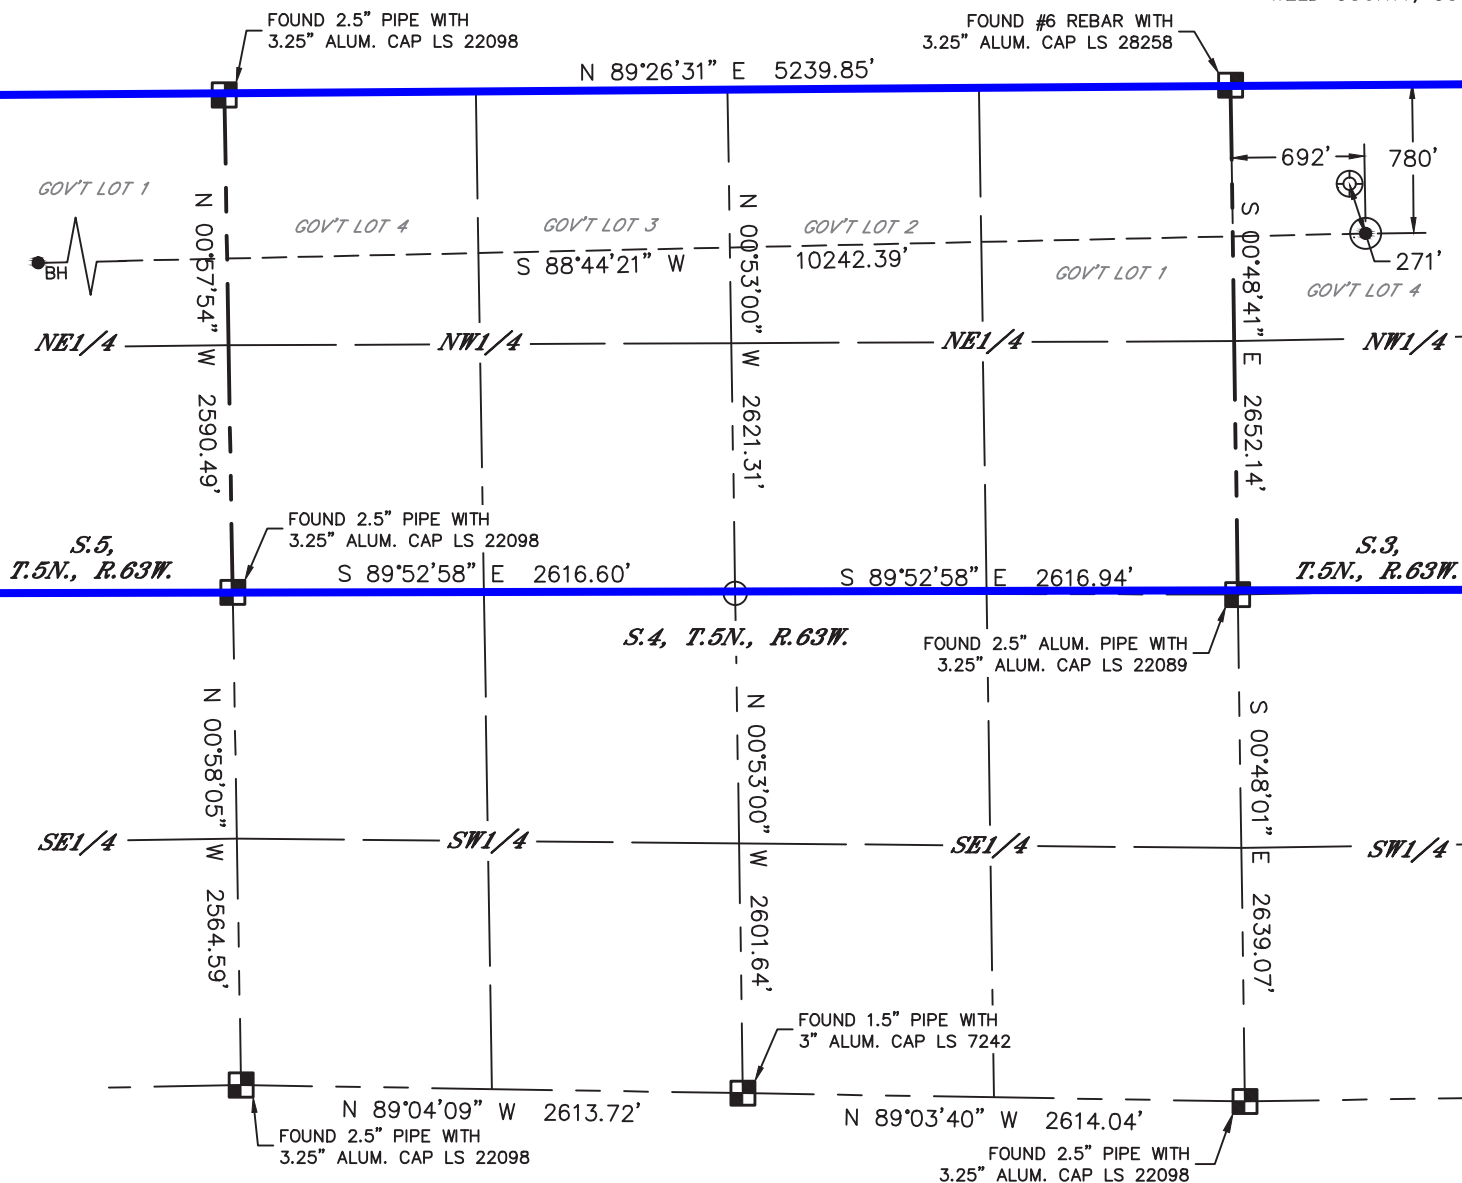 FOUND 2.5" PIPE WITH
3.25" ALUM. CAP LS 22098
FOUND #6 REBAR WITH
3.25" ALUM. CAP LS 28258
N 89°26'31" E 5239.85'
692'
780'
GOV'T LOT 1
GOV'T LOT 4
GOV'T LOT 3
GOV'T LOT 2
GOV'T LOT 1
GOV'T LOT 4
BH
S 88°44'21" W 10242.39'
271'
N 00°57'54" W 2590.49'
N 00°53'00" W 2621.31'
S 00°48'41" E 2652.14'
NE1/4
NW1/4
NE1/4
NW1/4
FOUND 2.5" PIPE WITH
3.25" ALUM. CAP LS 22098
S.5,
T.5N., R.63W.
S.3,
T.5N., R.63W.
S 89°52'58" E 2616.60'
S 89°52'58" E 2616.94'
S.4, T.5N., R.63W.
FOUND 2.5" ALUM. PIPE WITH
3.25" ALUM. CAP LS 22089
N 00°58'05" W 2564.59'
N 00°53'00" W 2601.64'
S 00°48'01" E 2639.07'
SE1/4
SW1/4
SE1/4
SW1/4
FOUND 1.5" PIPE WITH
3" ALUM. CAP LS 7242
N 89°04'09" W 2613.72'
N 89°03'40" W 2614.04'
FOUND 2.5" PIPE WITH
3.25" ALUM. CAP LS 22098
FOUND 2.5" PIPE WITH
3.25" ALUM. CAP LS 22098